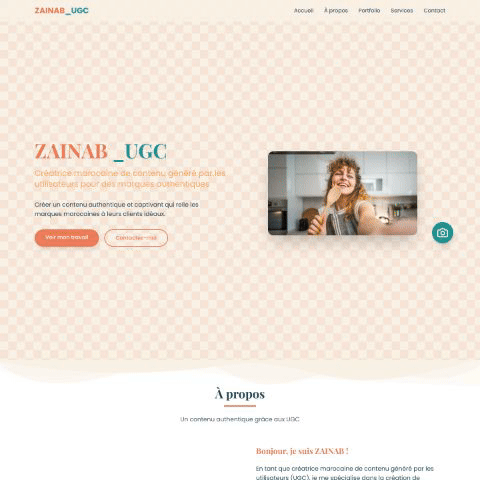 ZAINAB_UGC
Accueil À propos Portfolio Services Contact
ZAINAB _UGC
Créatrice marocaine de contenu généré par les
utilisateurs pour des marques authentiques
Créer un contenu authentique et captivant qui relie les
marques marocaines à leurs clients idéaux.
Voir mon travail Contactez-moi
À propos
Un contenu authentique grâce aux UGC
Bonjour, je suis ZAINAB !
En tant que créatrice marocaine de contenu généré par les
utilisateurs (UGC), je me spécialise dans la création de